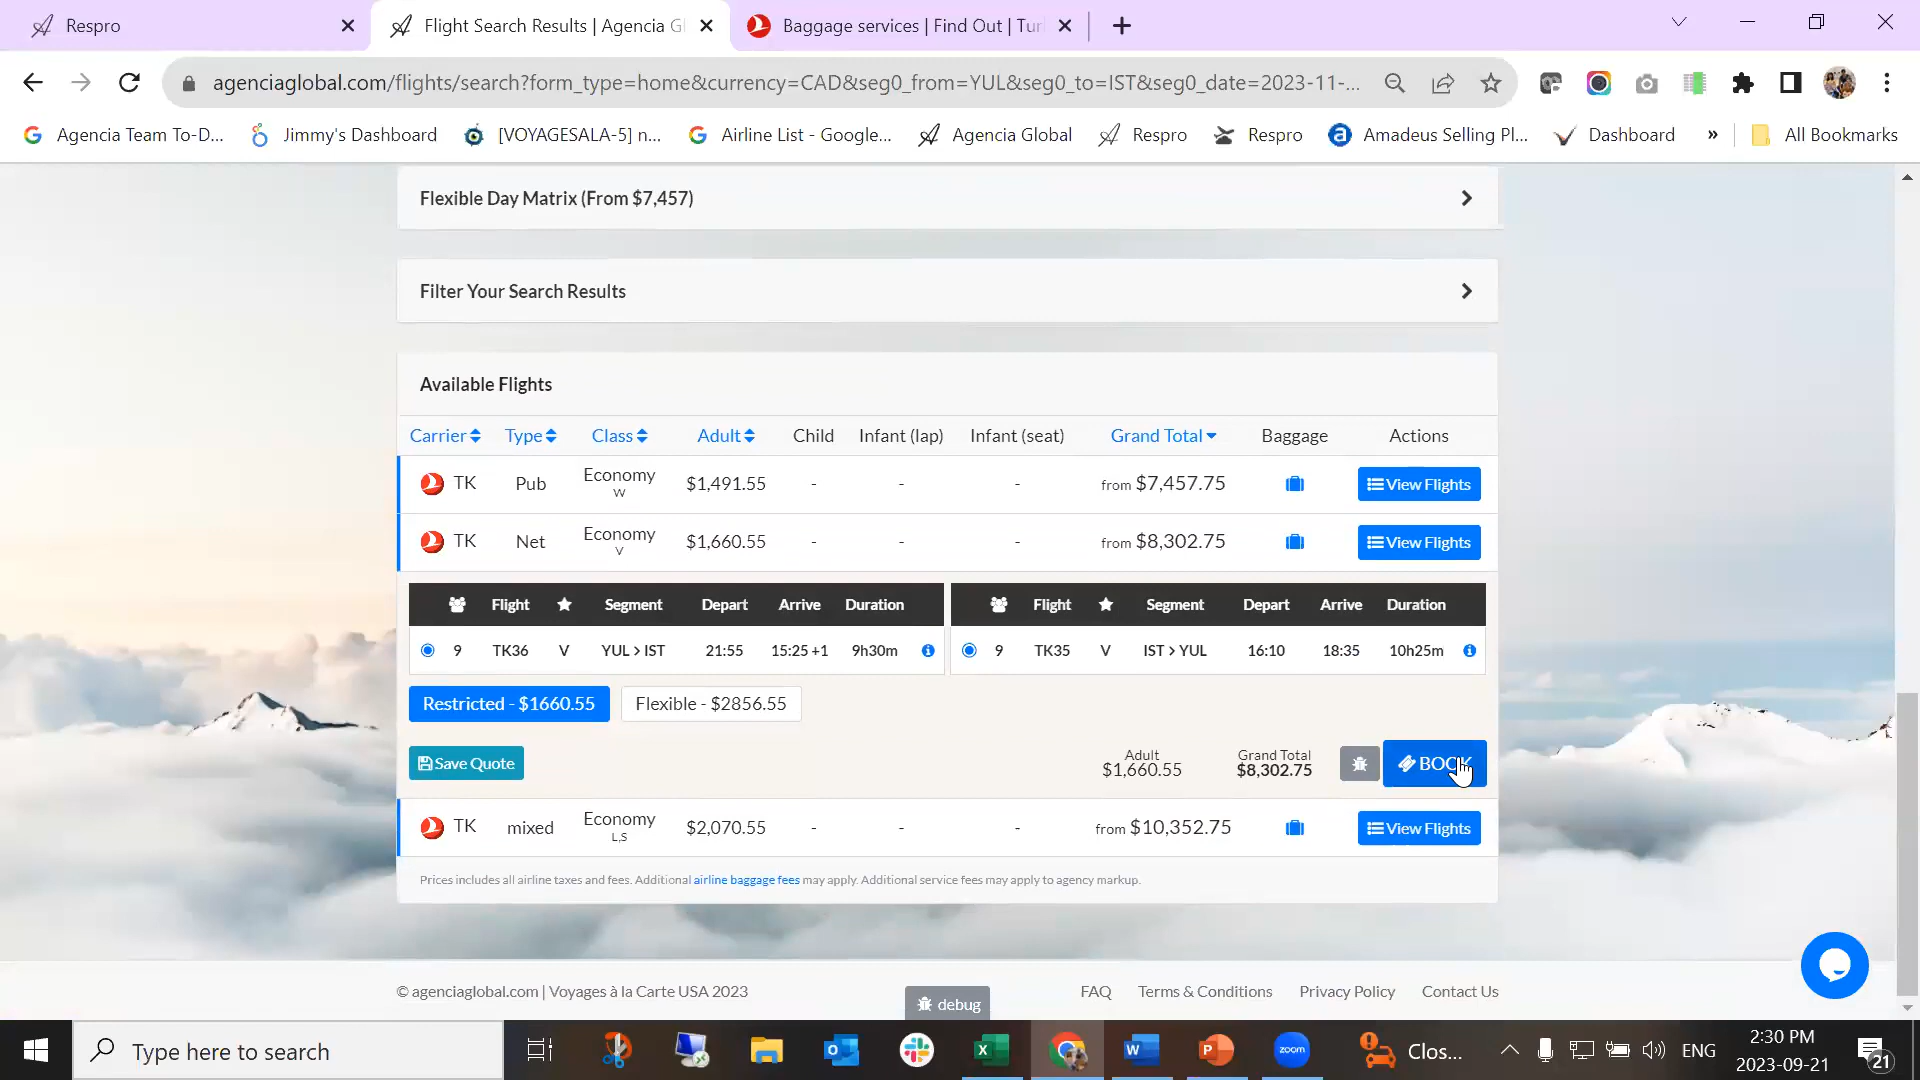 Respro
Flight Search Results | Agencia Gl
Baggage services | Find Out | Tur
agenciaglobal.com/flights/search?form_type=home&currency=CAD&seg0_from=YUL&seg0_to=IST&seg0_date=2023-11-...
Agencia Team To-D...
Jimmy's Dashboard
[VOYAGESALA-5] n...
Airline List - Google...
Agencia Global
Respro
Respro
Amadeus Selling Pl...
Dashboard
»
All Bookmarks
Flexible Day Matrix (From $7,457)
Filter Your Search Results
Available Flights
Carrier Type Class Adult Child Infant (lap) Infant (seat) Grand Total Baggage Actions
TK Pub Economy W $1,491.55 - - - from $7,457.75 View Flights
TK Net Economy V $1,660.55 - - - from $8,302.75 View Flights
Flight Segment Depart Arrive Duration Flight Segment Depart Arrive Duration
9 TK36 V YUL > IST 21:55 15:25 +1 9h30m 9 TK35 V IST > YUL 16:10 18:35 10h25m
Restricted - $1660.55 Flexible - $2856.55
Save Quote
Adult
$1,660.55
Grand Total
$8,302.75
BOOK
TK mixed Economy L,S $2,070.55 - - - from $10,352.75 View Flights
Prices includes all airline taxes and fees. Additional airline baggage fees may apply. Additional service fees may apply to agency markup.
© agenciaglobal.com | Voyages à la Carte USA 2023
debug
FAQ Terms & Conditions Privacy Policy Contact Us
Type here to search
Clos...
ENG
2:30 PM
2023-09-21
21